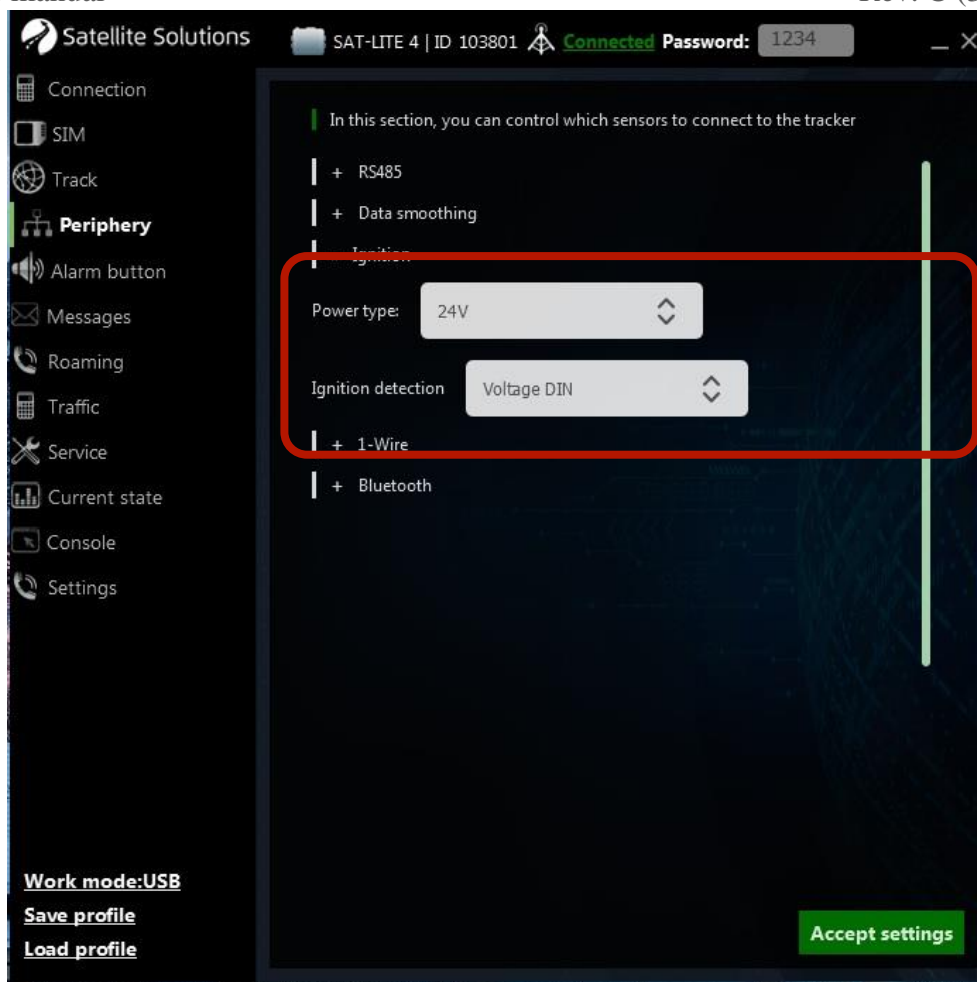 Satellite Solutions
SAT-LITE 4 | ID 103801 Connected Password: 1234
Connection
SIM
Track
Periphery
Alarm button
Messages
Roaming
Traffic
Service
Current state
Console
Settings
In this section, you can control which sensors to connect to the tracker
+ RS485
+ Data smoothing
Ignition
Power type: 24V
Ignition detection Voltage DIN
+ 1-Wire
+ Bluetooth
Work mode:USB
Save profile
Load profile
Accept settings